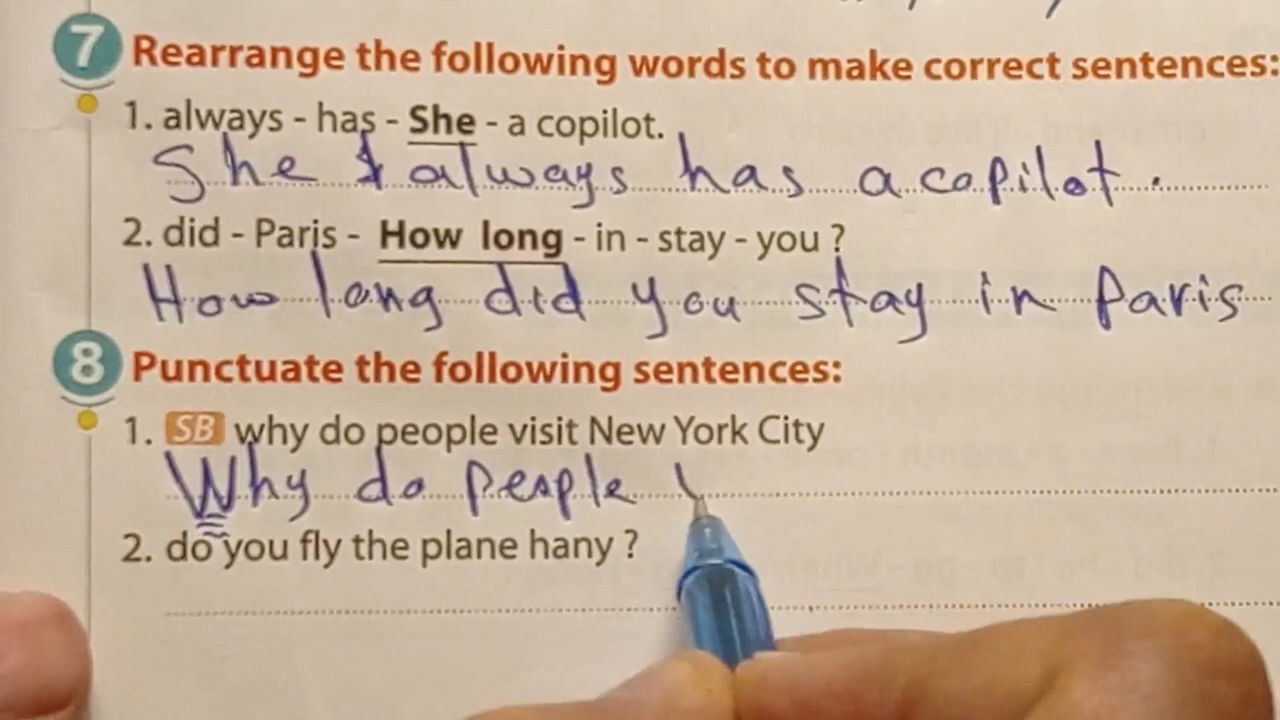 7 Rearrange the following words to make correct sentences:
1. always - has - She - a copilot.
She always has a copilot.
2. did - Paris - How long - in - stay - you ?
How long did you stay in Paris
8 Punctuate the following sentences:
1. SB why do people visit New York City
Why do people
2. do you fly the plane hany ?